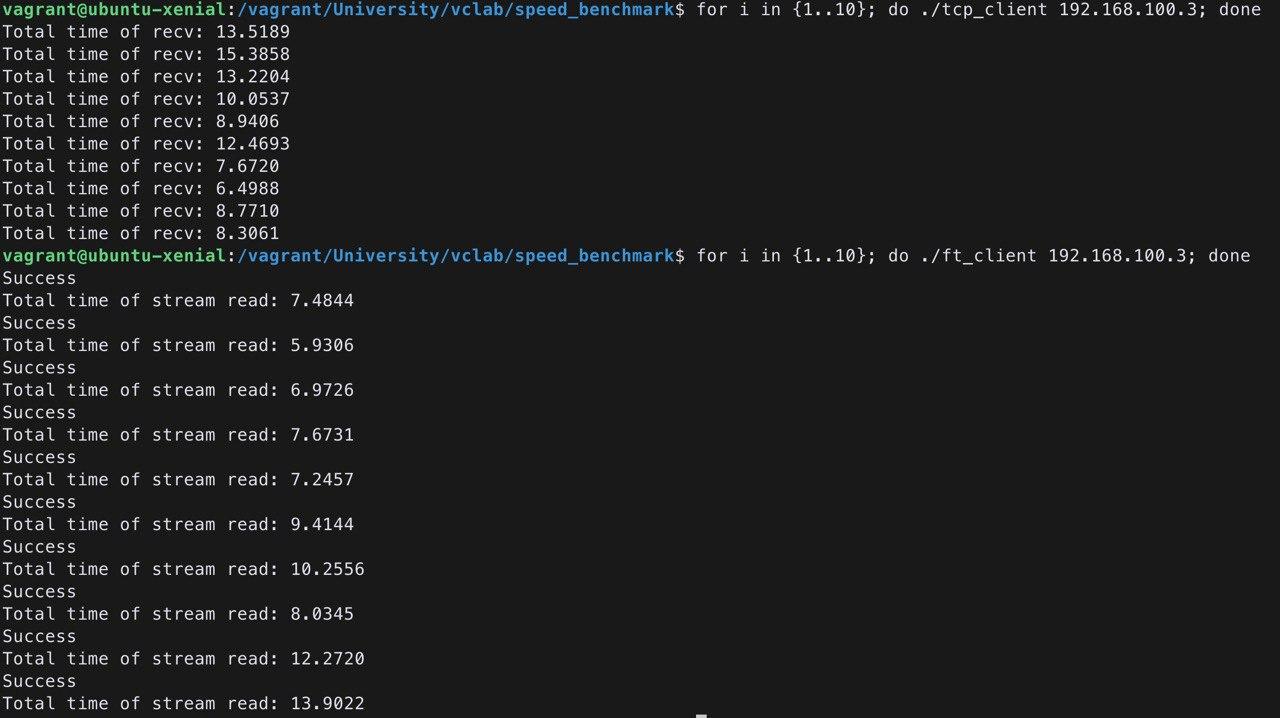 vagrant@ubuntu-xenial:/vagrant/University/vclab/speed_benchmark$ for i in {1..10}; do ./tcp_client 192.168.100.3; done
Total time of recv: 13.5189
Total time of recv: 15.3858
Total time of recv: 13.2204
Total time of recv: 10.0537
Total time of recv: 8.9406
Total time of recv: 12.4693
Total time of recv: 7.6720
Total time of recv: 6.4988
Total time of recv: 8.7710
Total time of recv: 8.3061
vagrant@ubuntu-xenial:/vagrant/University/vclab/speed_benchmark$ for i in {1..10}; do ./ft_client 192.168.100.3; done
Success
Total time of stream read: 7.4844
Success
Total time of stream read: 5.9306
Success
Total time of stream read: 6.9726
Success
Total time of stream read: 7.6731
Success
Total time of stream read: 7.2457
Success
Total time of stream read: 9.4144
Success
Total time of stream read: 10.2556
Success
Total time of stream read: 8.0345
Success
Total time of stream read: 12.2720
Success
Total time of stream read: 13.9022